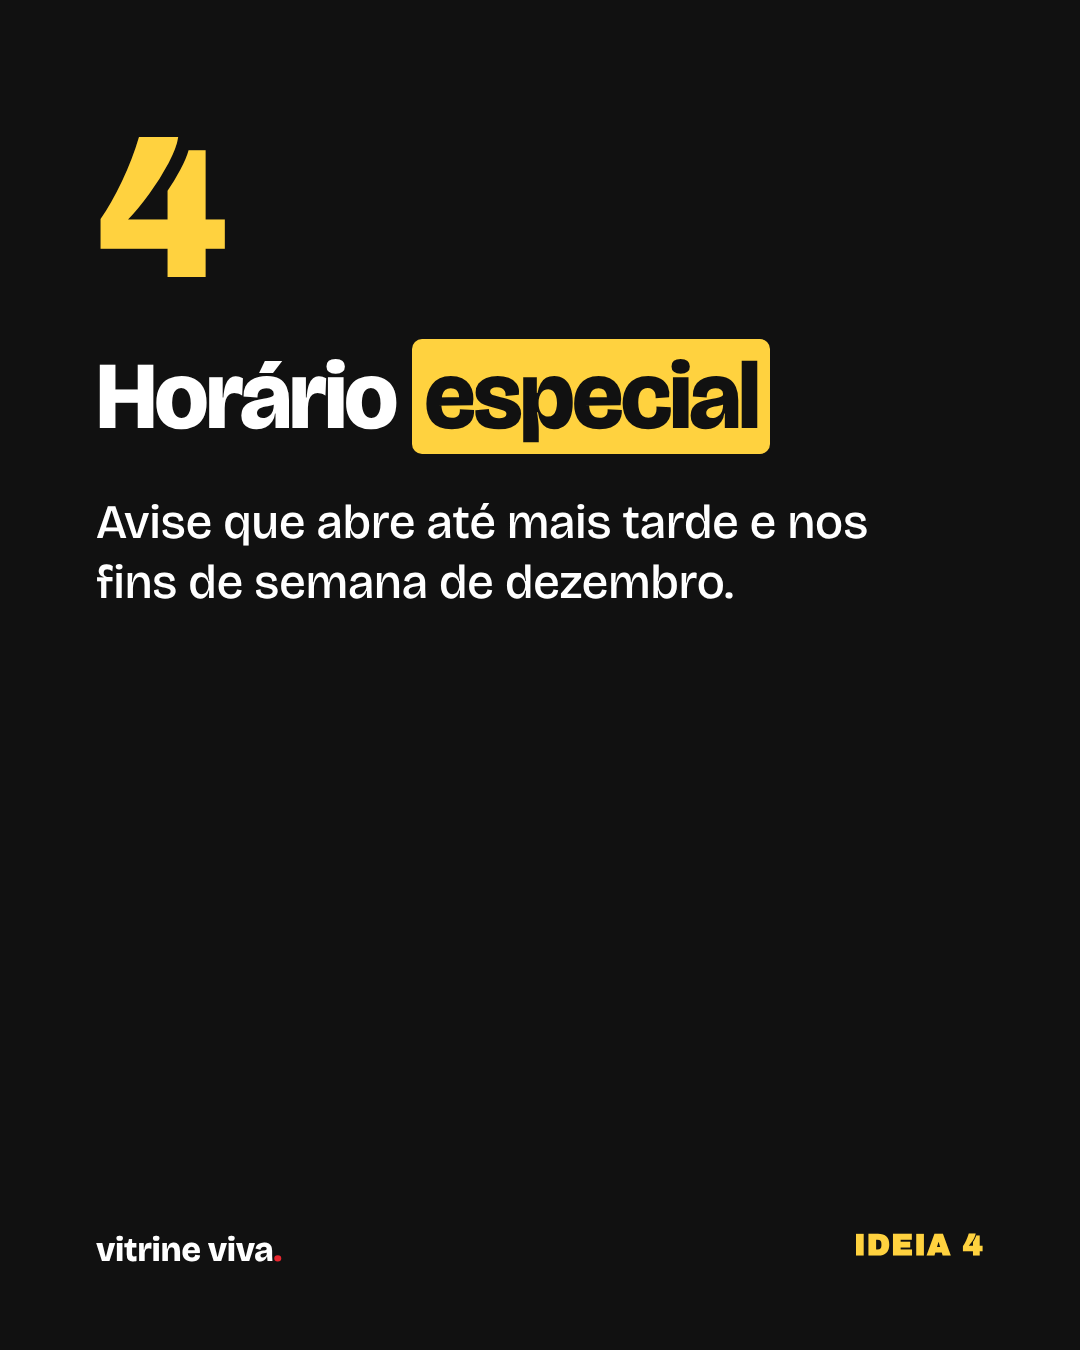 4
Horário especial
Avise que abre até mais tarde e nos
fins de semana de dezembro.
vitrine viva.
IDEIA 4